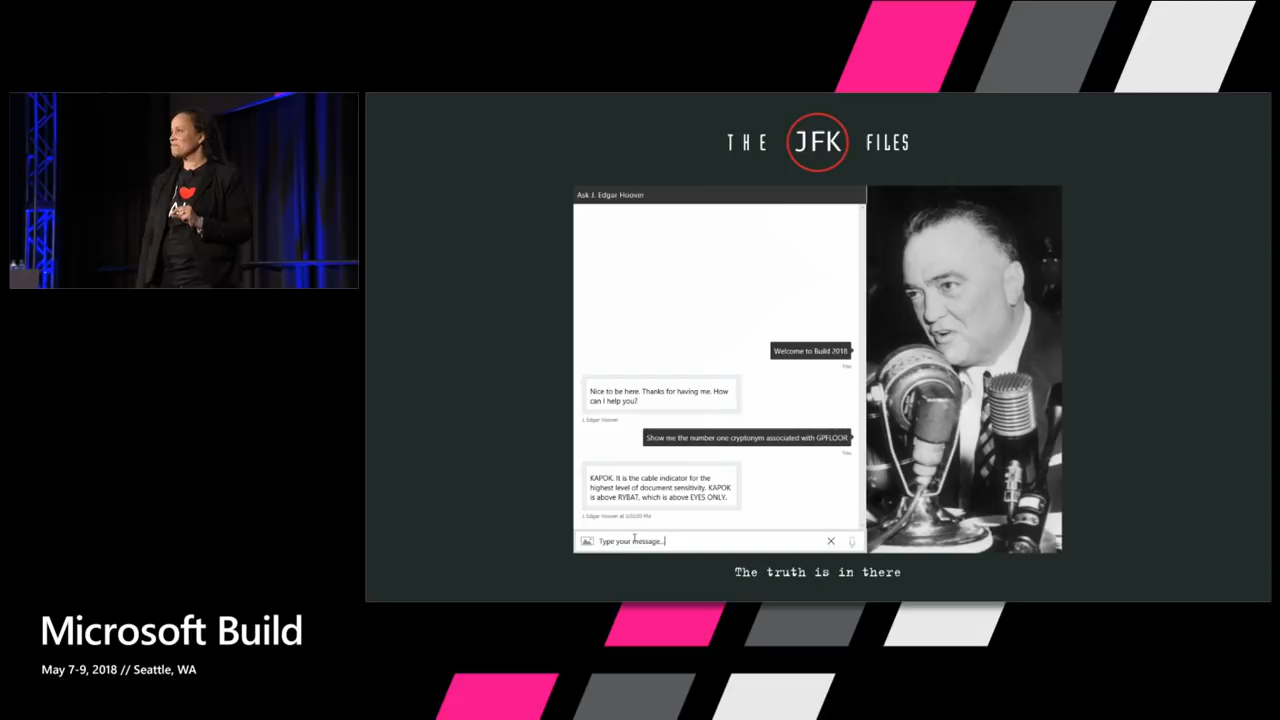 THE JFK FILES
Ask J. Edgar Hoover
Welcome to Build 2018
Nice to be here. Thanks for having me. How
can I help you?
J. Edgar Hoover
Show me the number one cryptonym associated with GPFLOOR
KAPOK. It is the cable indicator for the
highest level of document sensitivity. KAPOK
is above RYBAT, which is above EYES ONLY.
Type your message...
The truth is in there
Microsoft Build
May 7-9, 2018 // Seattle, WA